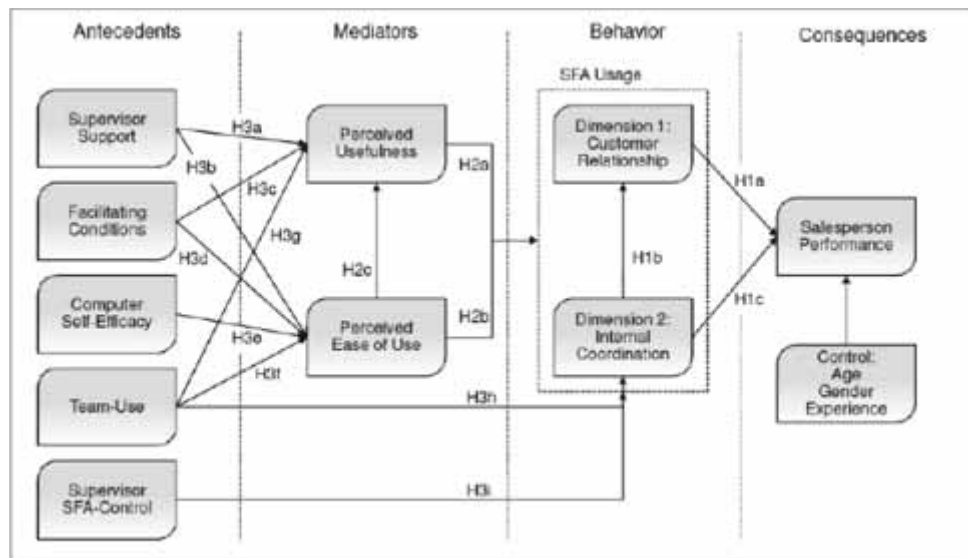 Antecedents
Mediators
Behavior
Consequences
SFA Usage
Supervisor
Support
Facilitating
Conditions
Computer
Self-Efficacy
Team-Use
Supervisor
SFA-Control
H3a
H3b
H3c
H3g
H3d
H3e
H3f
H3h
H3i
Perceived
Usefulness
H2c
Perceived
Ease of Use
H2a
H2b
Dimension 1:
Customer
Relationship
H1b
Dimension 2:
Internal
Coordination
H1a
H1c
Salesperson
Performance
Control:
Age
Gender
Experience